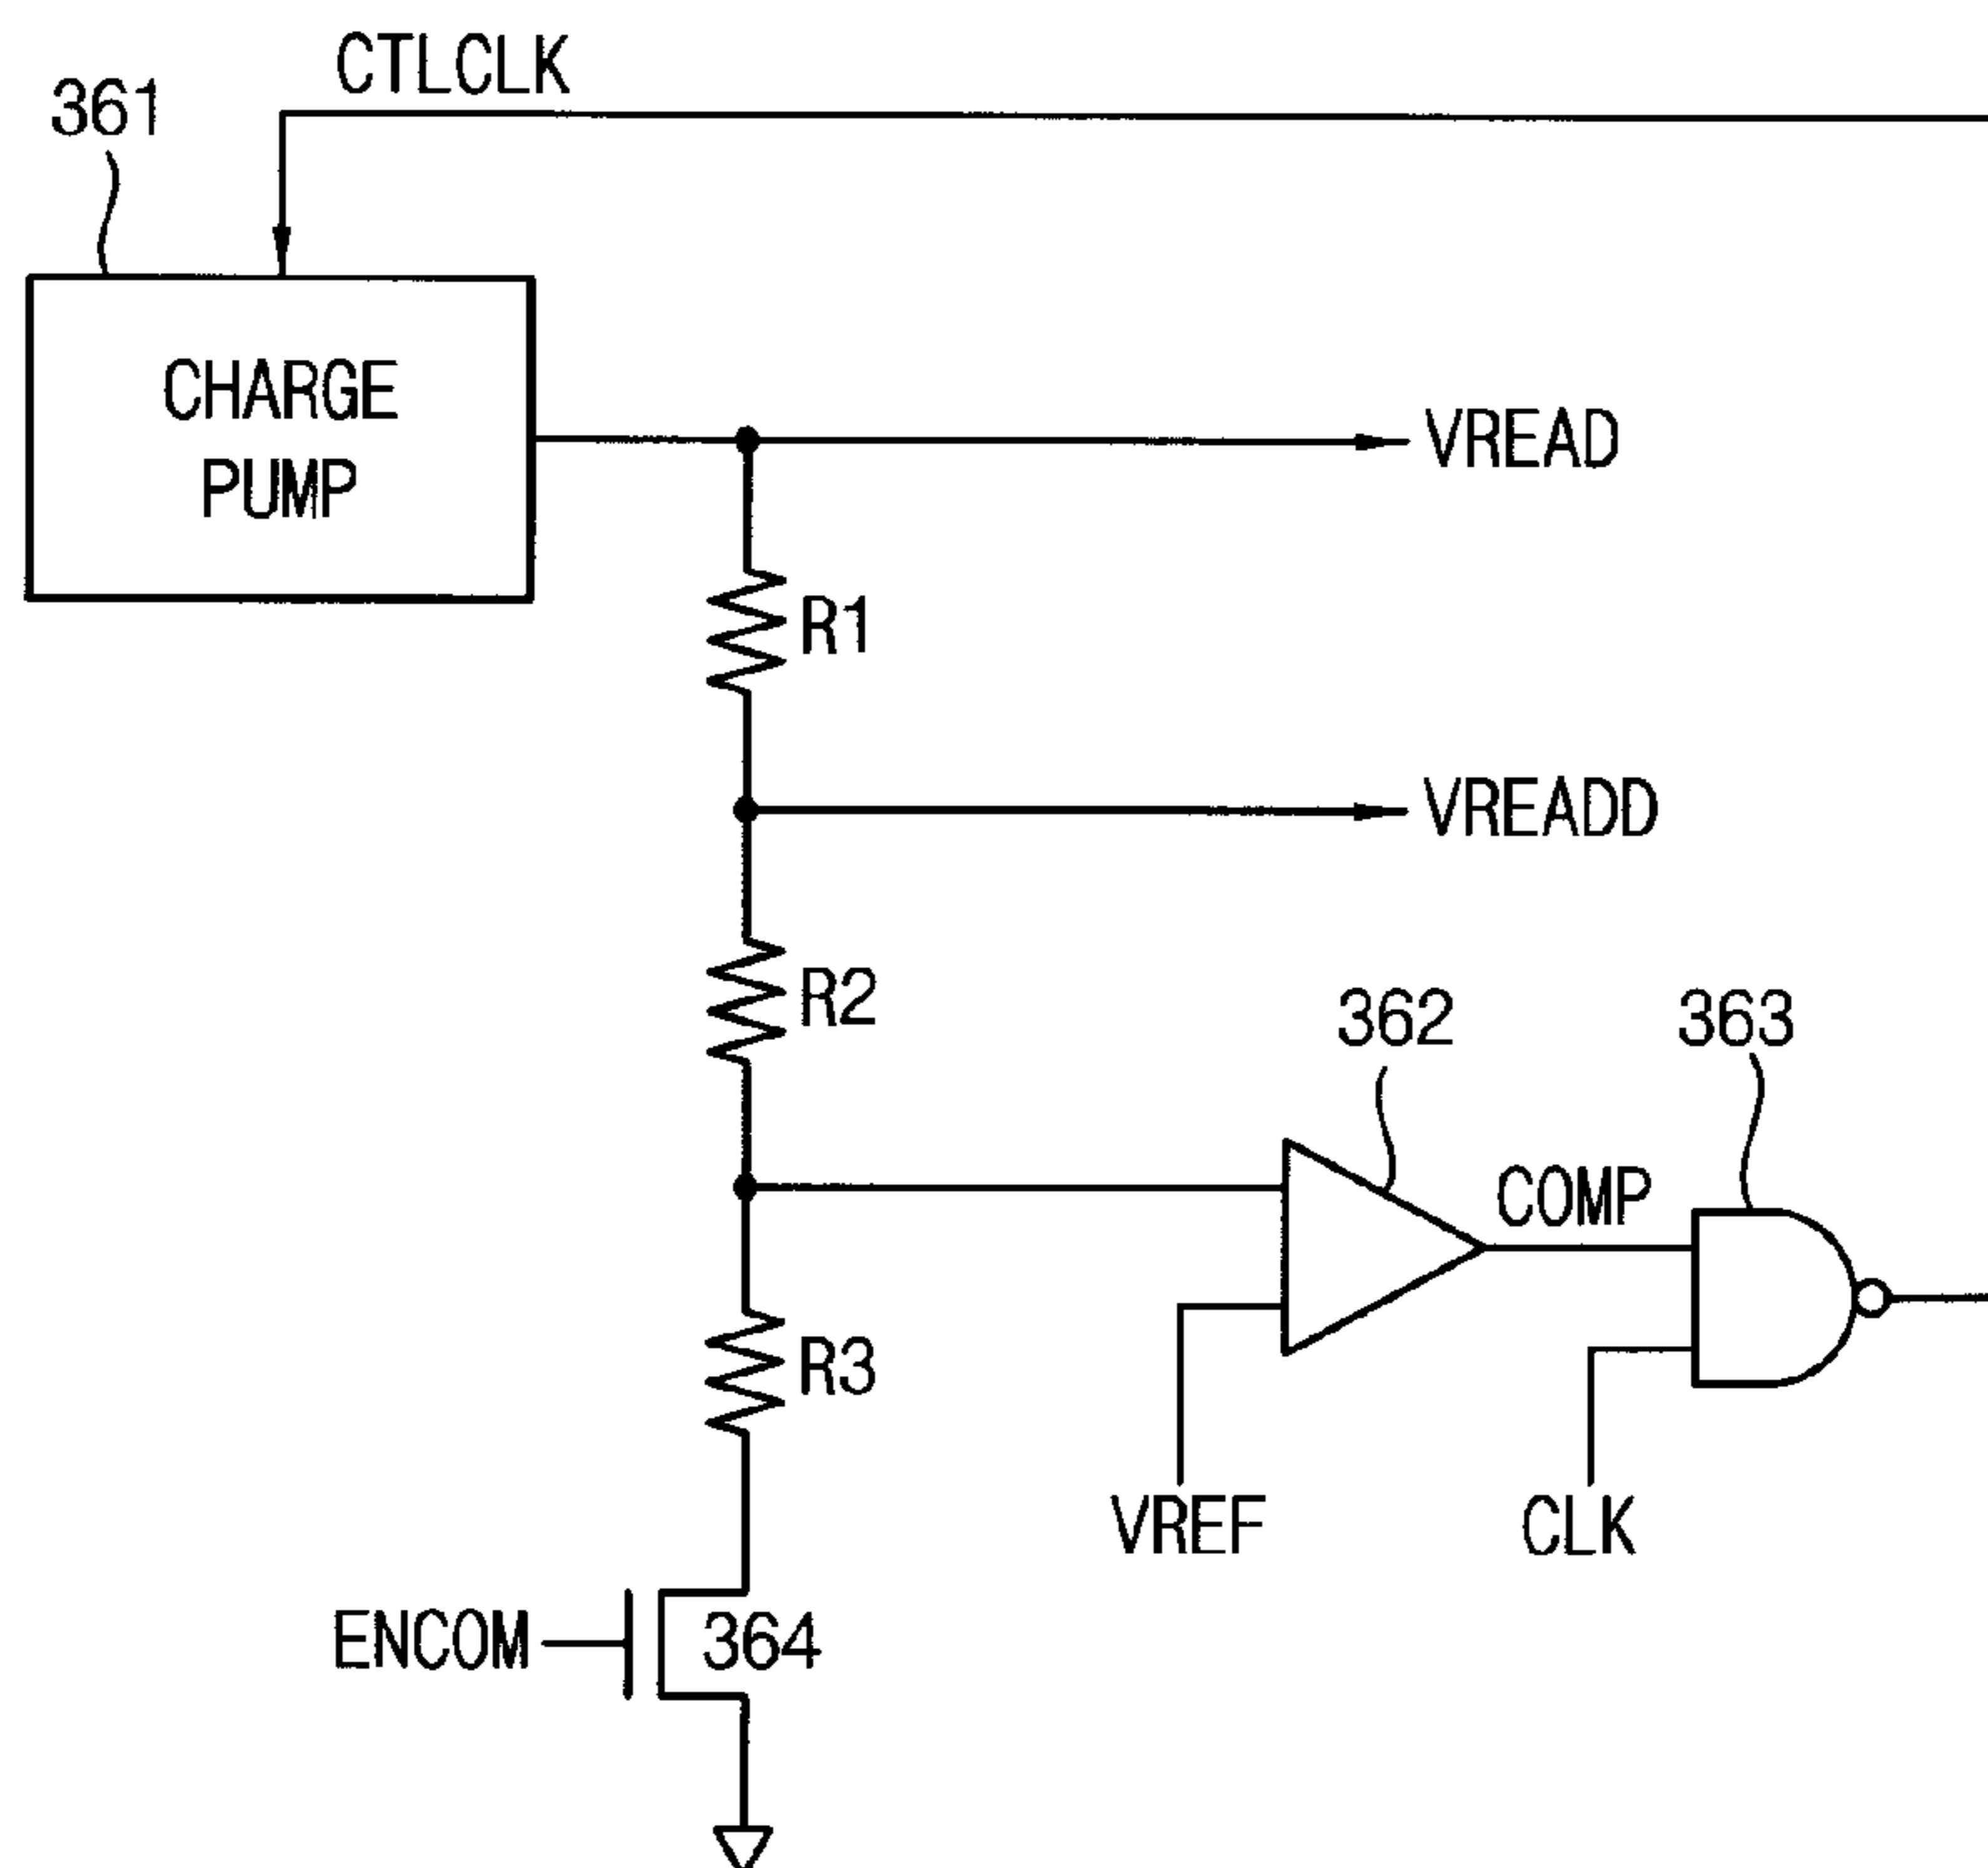 CTLCLK
361
CHARGE
PUMP
VREAD
R1
VREADD
R2
362
363
COMP
R3
VREF
CLK
ENCOM
364